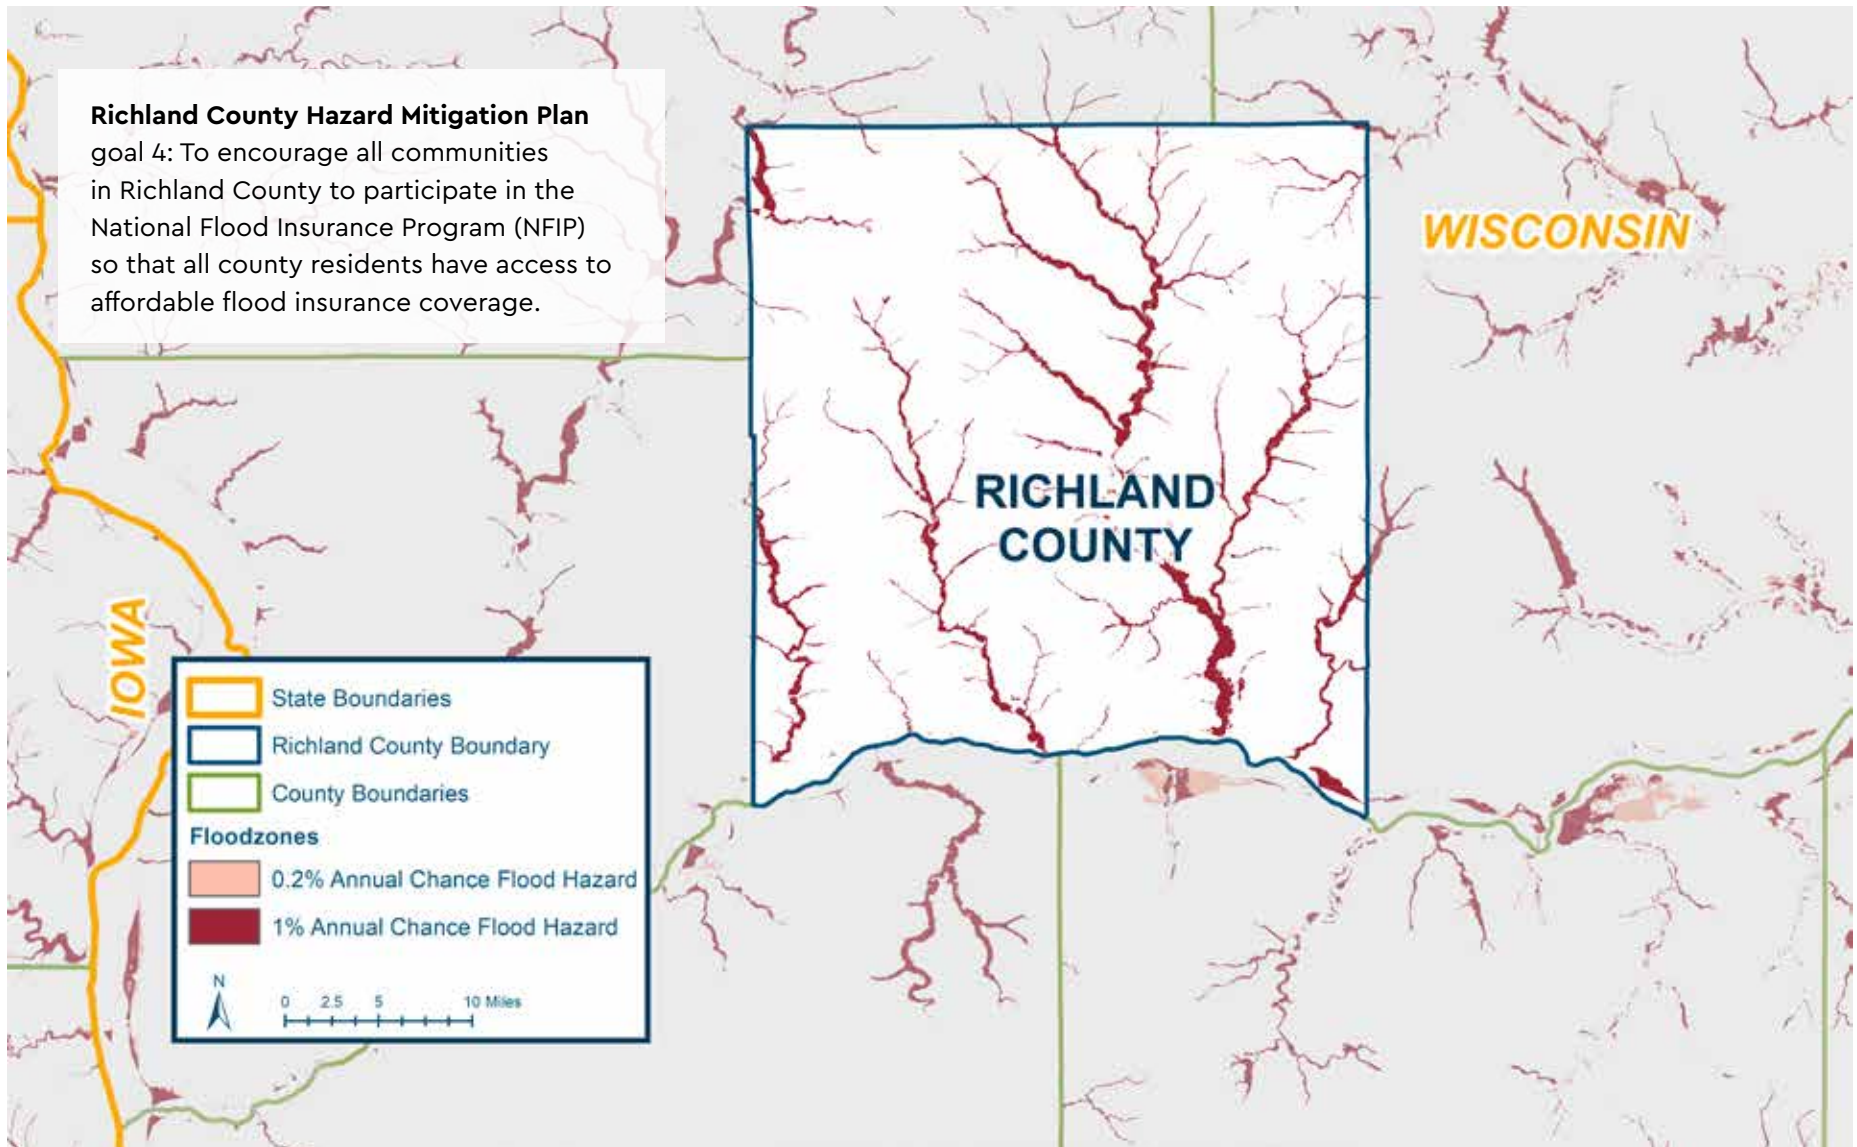 Richland County Hazard Mitigation Plan
goal 4: To encourage all communities
in Richland County to participate in the
National Flood Insurance Program (NFIP)
so that all county residents have access to
affordable flood insurance coverage.
WISCONSIN
RICHLAND
COUNTY
IOWA
State Boundaries
Richland County Boundary
County Boundaries
Floodzones
0.2% Annual Chance Flood Hazard
1% Annual Chance Flood Hazard
N
0 2.5 5 10 Miles